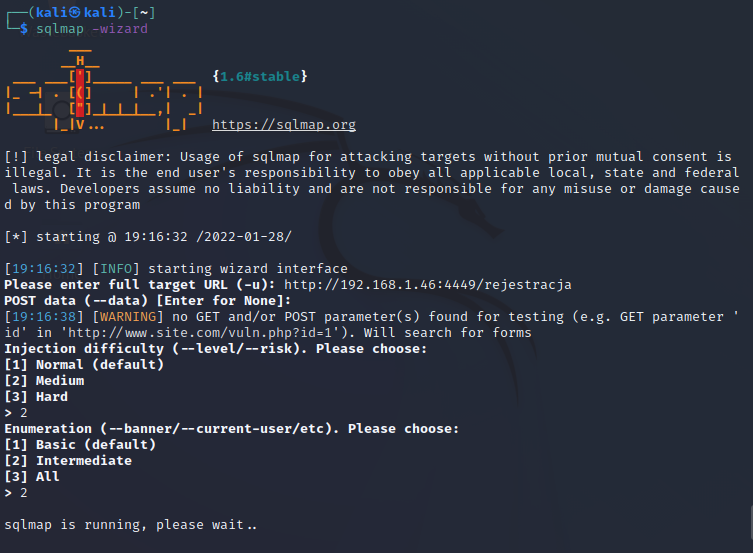 ┌──(kali㉿kali)-[~]
└─$ sqlmap -wizard
        ___
       __H__
 ___ ___[']_____ ___ ___  {1.6#stable}
|_ -| . [(]     | .'| . |
|___|_  ["]_|_|_|__,|  _|
      |_|V...       |_|   https://sqlmap.org
[!] legal disclaimer: Usage of sqlmap for attacking targets without prior mutual consent is
illegal. It is the end user's responsibility to obey all applicable local, state and federal
 laws. Developers assume no liability and are not responsible for any misuse or damage cause
d by this program
[*] starting @ 19:16:32 /2022-01-28/
[19:16:32] [INFO] starting wizard interface
Please enter full target URL (-u): http://192.168.1.46:4449/rejestracja
POST data (--data) [Enter for None]:
[19:16:38] [WARNING] no GET and/or POST parameter(s) found for testing (e.g. GET parameter '
id' in 'http://www.site.com/vuln.php?id=1'). Will search for forms
Injection difficulty (--level/--risk). Please choose:
[1] Normal (default)
[2] Medium
[3] Hard
> 2
Enumeration (--banner/--current-user/etc). Please choose:
[1] Basic (default)
[2] Intermediate
[3] All
> 2
sqlmap is running, please wait..